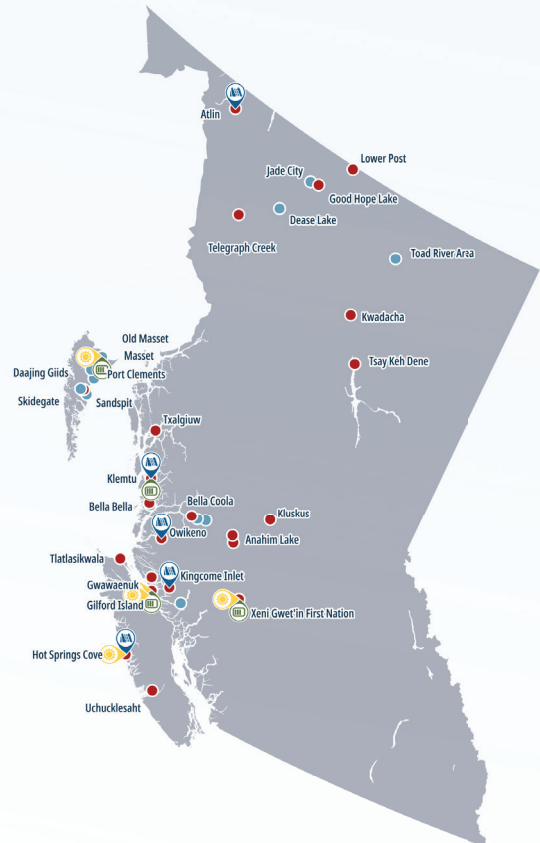 Atlin
Lower Post
Jade City
Good Hope Lake
Dease Lake
Telegraph Creek
Toad River Area
Kwadacha
Old Masset
Masset
Tsay Keh Dene
Daajing Giids
Port Clements
Skidegate
Sandspit
Txalgiuw
Klemtu
Bella Bella
Bella Coola
Kluskus
Owikeno
Anahim Lake
Tlatlasikwala
Kingcome Inlet
Gwawaenuk
Gilford Island
Xeni Gwet'in First Nation
Hot Springs Cove
Uchucklesaht